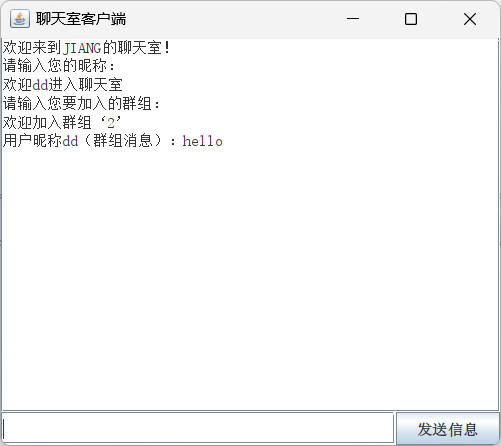 聊天室客户端
欢迎来到JIANG的聊天室！
请输入您的昵称：
欢迎dd进入聊天室
请输入您要加入的群组：
欢迎加入群组‘2’
用户昵称dd（群组消息）：hello
发送信息